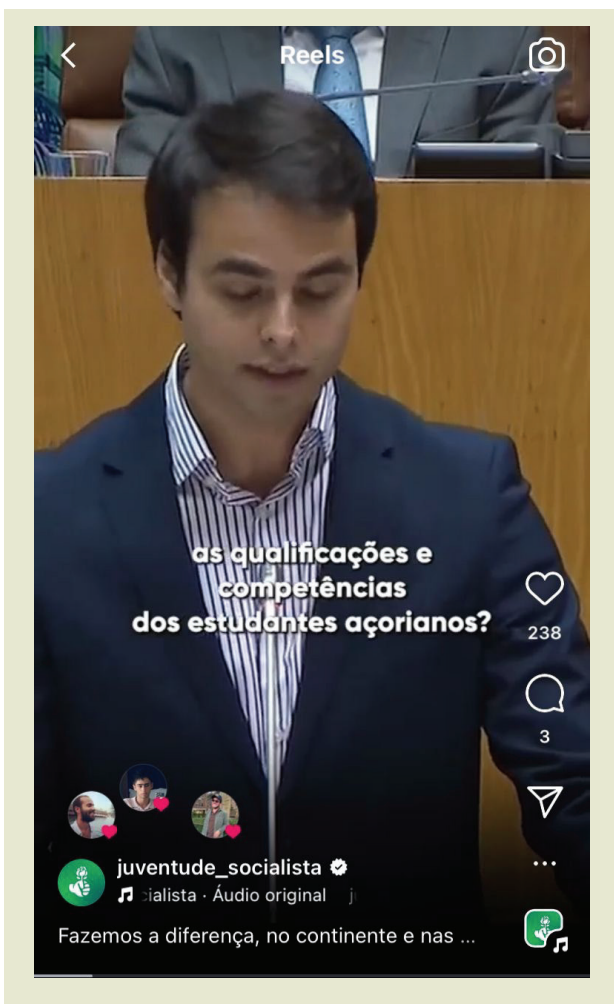 Reels
as qualificações e
competências
dos estudantes açorianos?
238
3
juventude_socialista
ialista · Áudio original
Fazemos a diferença, no continente e nas ...